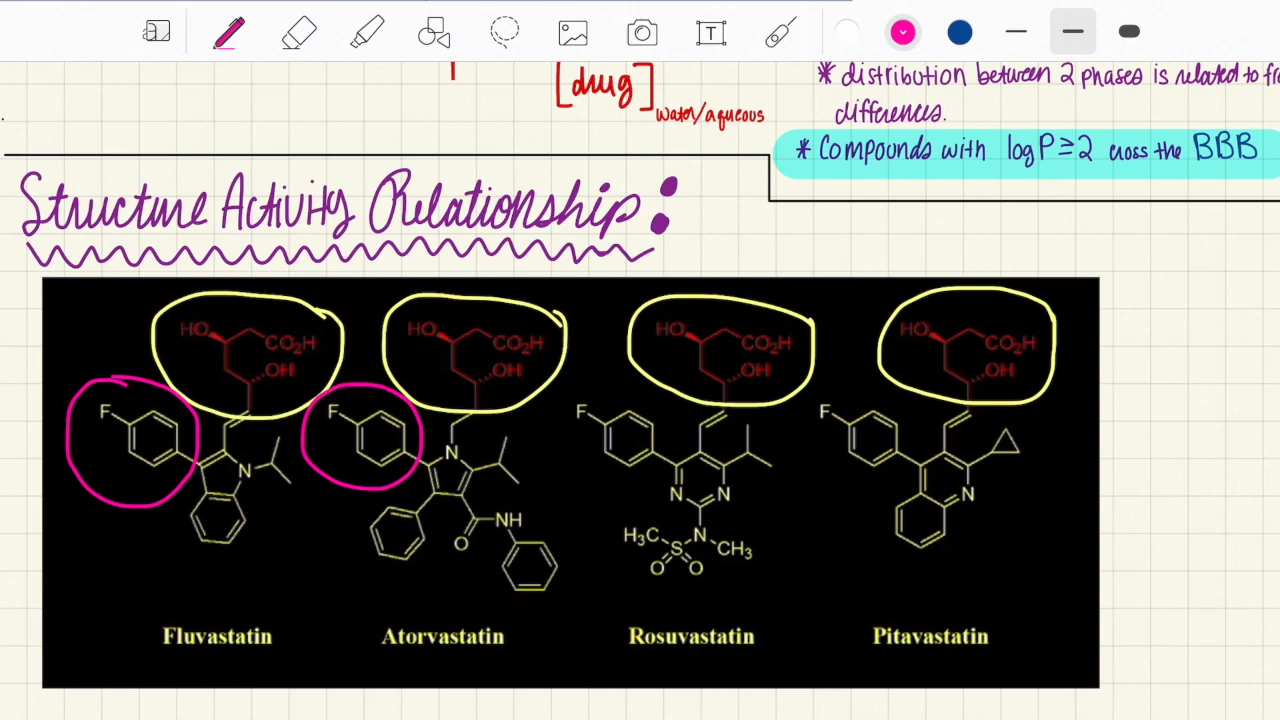 [drug]water/aqueous
* distribution between 2 phases is related to
differences.
* Compounds with log P ≥ 2 cross the BBB
Structure Activity Relationship:
HO CO₂H OH
HO CO₂H OH
HO CO₂H OH
HO CO₂H OH
F N
F N NH O
F N N H₃C S N CH₃ O O
F N
Fluvastatin
Atorvastatin
Rosuvastatin
Pitavastatin